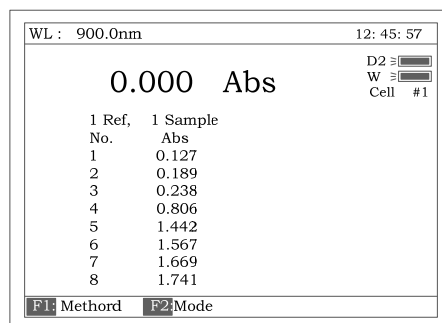 WL : 900.0nm 12: 45: 57
0.000 Abs
D2
W
Cell #1
1 Ref, 1 Sample
No. Abs
1 0.127
2 0.189
3 0.238
4 0.806
5 1.442
6 1.567
7 1.669
8 1.741
F1: Methord F2:Mode